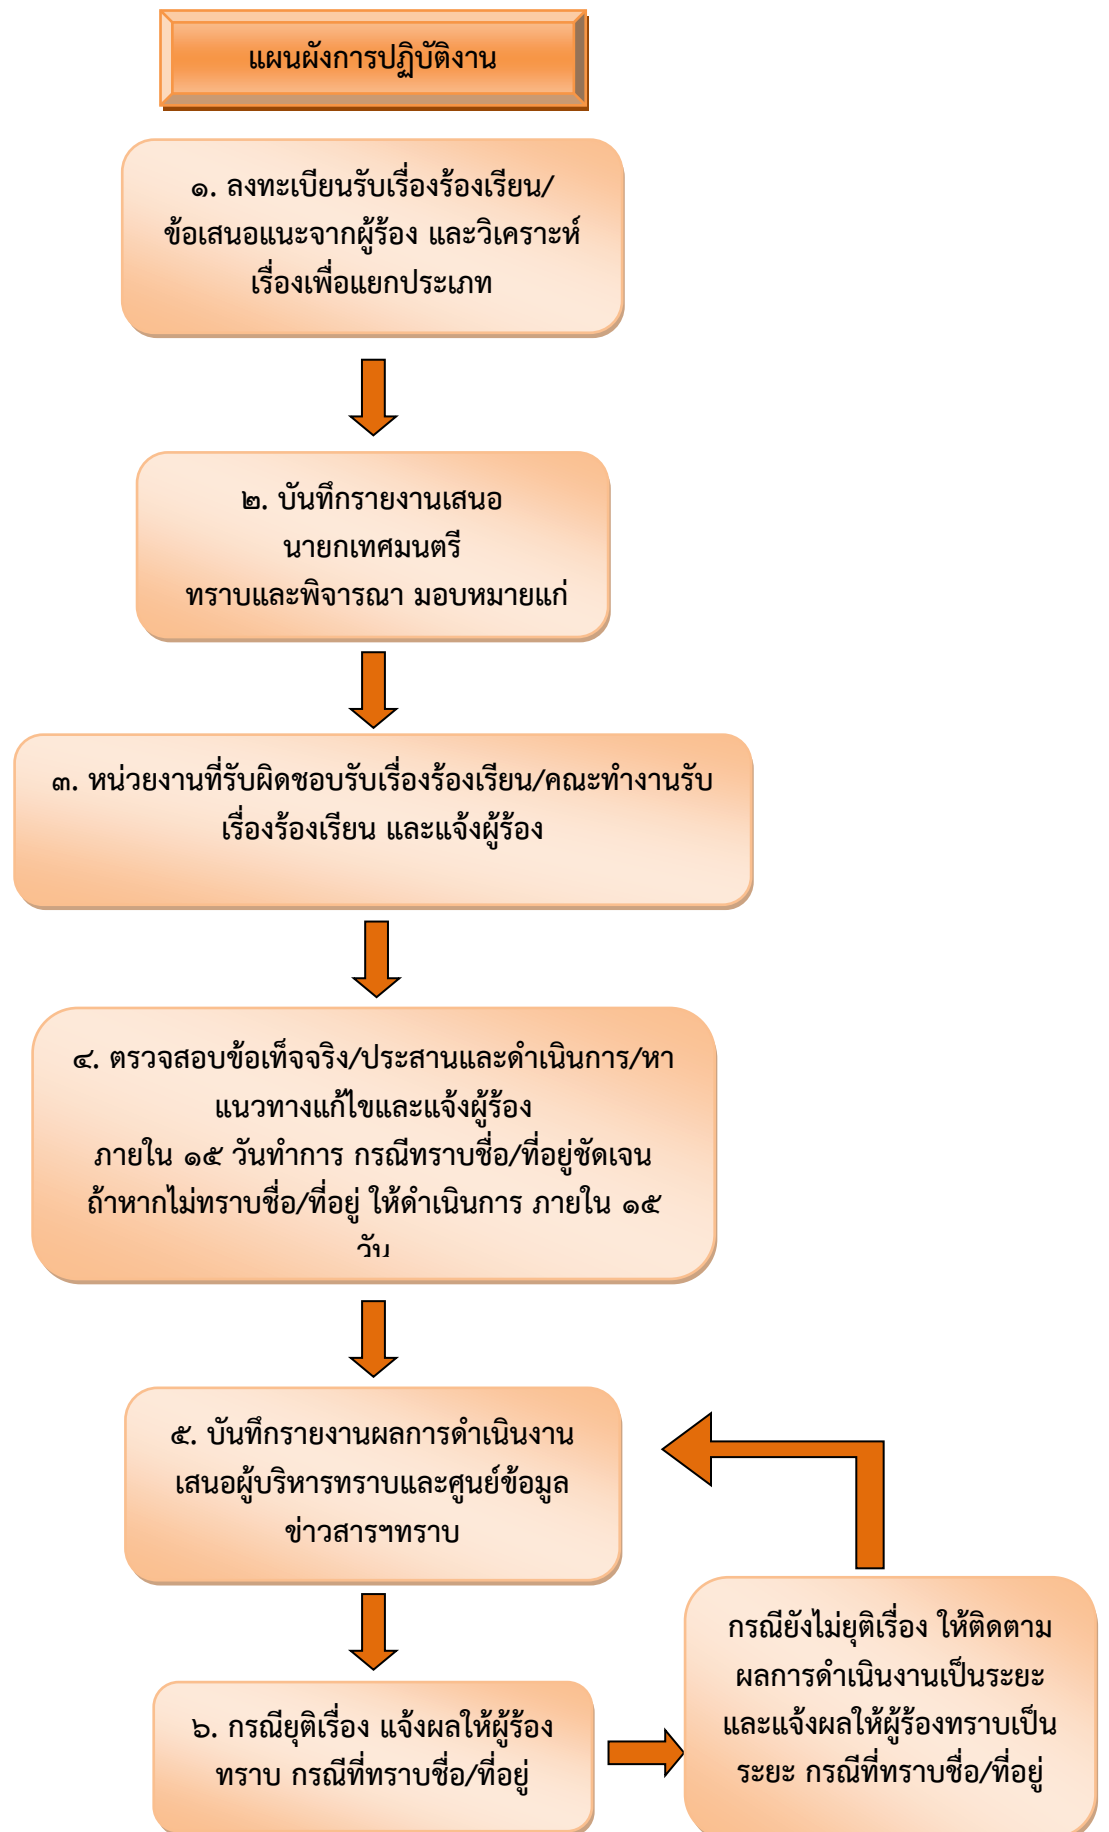 แผนผังการปฏิบัติงาน
๑. ลงทะเบียนรับเรื่องร้องเรียน/
ข้อเสนอแนะจากผู้ร้อง และวิเคราะห์
เรื่องเพื่อแยกประเภท
๒. บันทึกรายงานเสนอ
นายกเทศมนตรี
ทราบและพิจารณา มอบหมายแก่
๓. หน่วยงานที่รับผิดชอบรับเรื่องร้องเรียน/คณะทำงานรับ
เรื่องร้องเรียน และแจ้งผู้ร้อง
๔. ตรวจสอบข้อเท็จจริง/ประสานและดำเนินการ/หา
แนวทางแก้ไขและแจ้งผู้ร้อง
ภายใน ๑๕ วันทำการ กรณีทราบชื่อ/ที่อยู่ชัดเจน
ถ้าหากไม่ทราบชื่อ/ที่อยู่ ให้ดำเนินการ ภายใน ๑๕
วัน
๕. บันทึกรายงานผลการดำเนินงาน
เสนอผู้บริหารทราบและศูนย์ข้อมูล
ข่าวสารฯทราบ
๖. กรณียุติเรื่อง แจ้งผลให้ผู้ร้อง
ทราบ กรณีที่ทราบชื่อ/ที่อยู่
กรณียังไม่ยุติเรื่อง ให้ติดตาม
ผลการดำเนินงานเป็นระยะ
และแจ้งผลให้ผู้ร้องทราบเป็น
ระยะ กรณีที่ทราบชื่อ/ที่อยู่